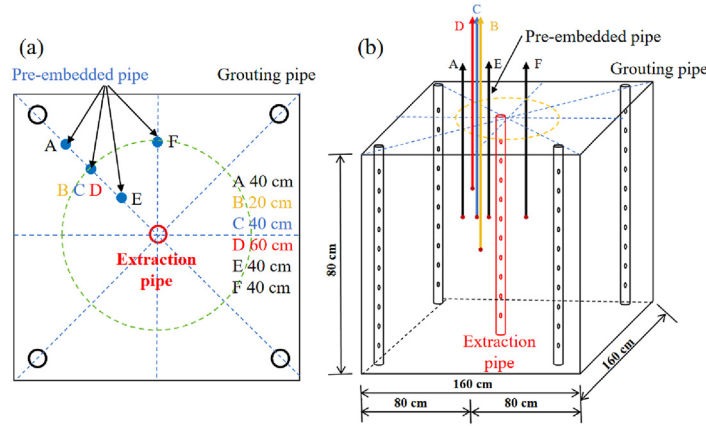 (a)
Pre-embedded pipe
Grouting pipe
A
F
B C D
E
A 40 cm
B 20 cm
C 40 cm
D 60 cm
E 40 cm
F 40 cm
Extraction
pipe
(b)
C
D B
Pre-embedded pipe
A E F
Grouting pipe
80 cm
Extraction
pipe
160 cm
80 cm 80 cm
160 cm